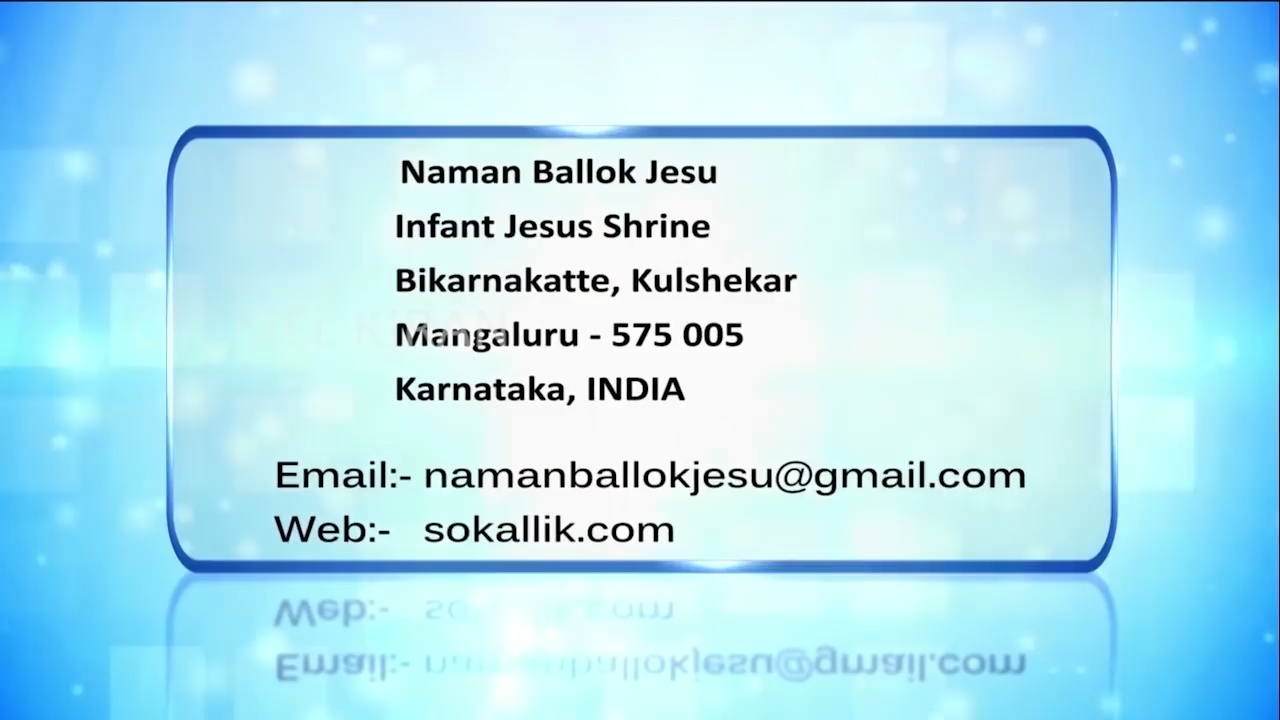 Naman Ballok Jesu
Infant Jesus Shrine
Bikarnakatte, Kulshekar
Mangaluru - 575 005
Karnataka, INDIA
Email:- namanballokjesu@gmail.com
Web:- sokallik.com